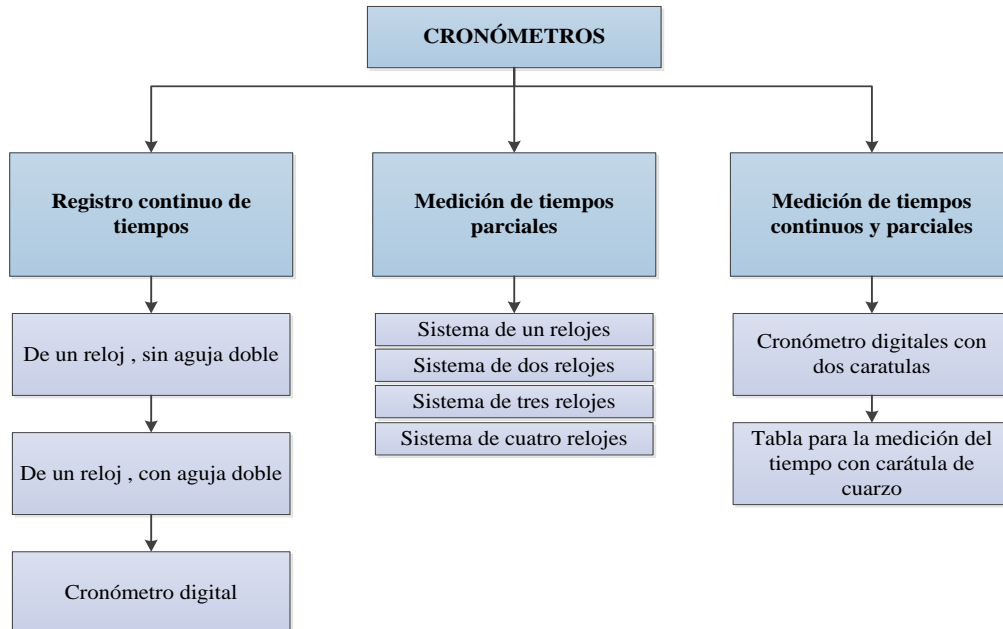 CRONÓMETROS
Registro continuo de
tiempos
De un reloj , sin aguja doble
De un reloj , con aguja doble
Cronómetro digital
Medición de tiempos
parciales
Sistema de un relojes
Sistema de dos relojes
Sistema de tres relojes
Sistema de cuatro relojes
Medición de tiempos
continuos y parciales
Cronómetro digitales con
dos caratulas
Tabla para la medición del
tiempo con carátula de
cuarzo